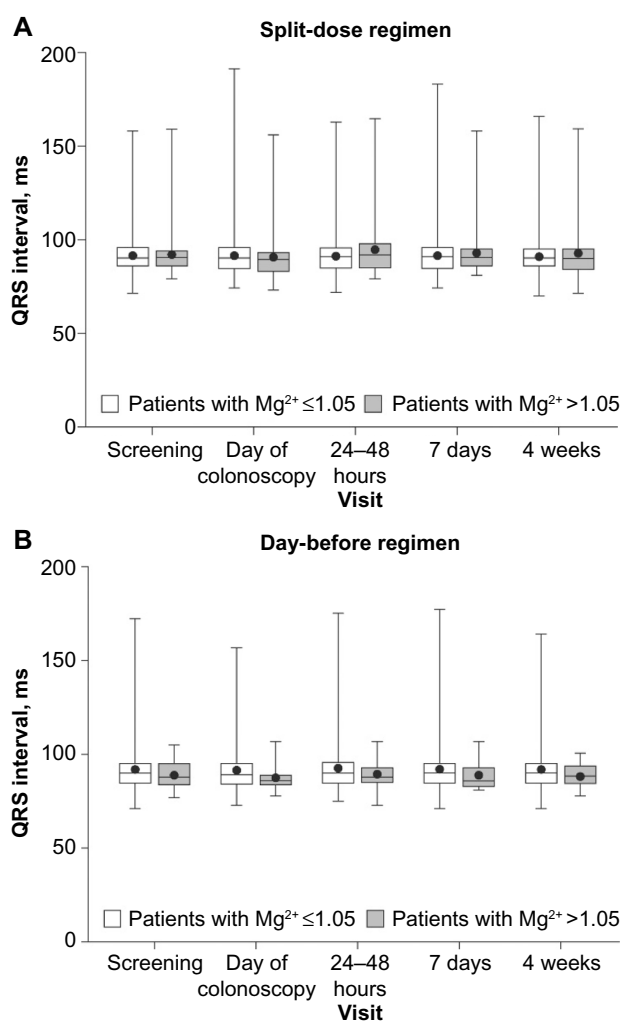 A
Split-dose regimen
200
150
100
50
0
QRS interval, ms
Patients with Mg²⁺ ≤1.05 Patients with Mg²⁺ >1.05
Screening Day of colonoscopy 24–48 hours 7 days 4 weeks
Visit
B
Day-before regimen
200
150
100
50
0
QRS interval, ms
Patients with Mg²⁺ ≤1.05 Patients with Mg²⁺ >1.05
Screening Day of colonoscopy 24–48 hours 7 days 4 weeks
Visit